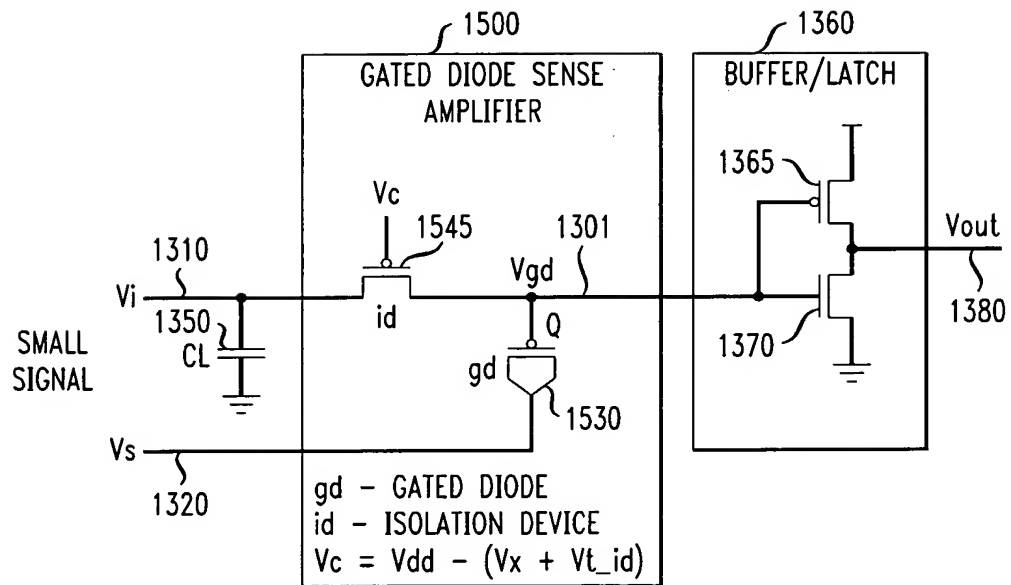 1500
1360
GATED DIODE SENSE
AMPLIFIER
BUFFER/LATCH
1365
Vc
1545
1301
Vout
1310
Vgd
Vi
id
Q
1380
1350
CL
1370
SMALL
SIGNAL
gd
1530
Vs
1320
gd – GATED DIODE
id – ISOLATION DEVICE
Vc = Vdd – (Vx + Vt_id)